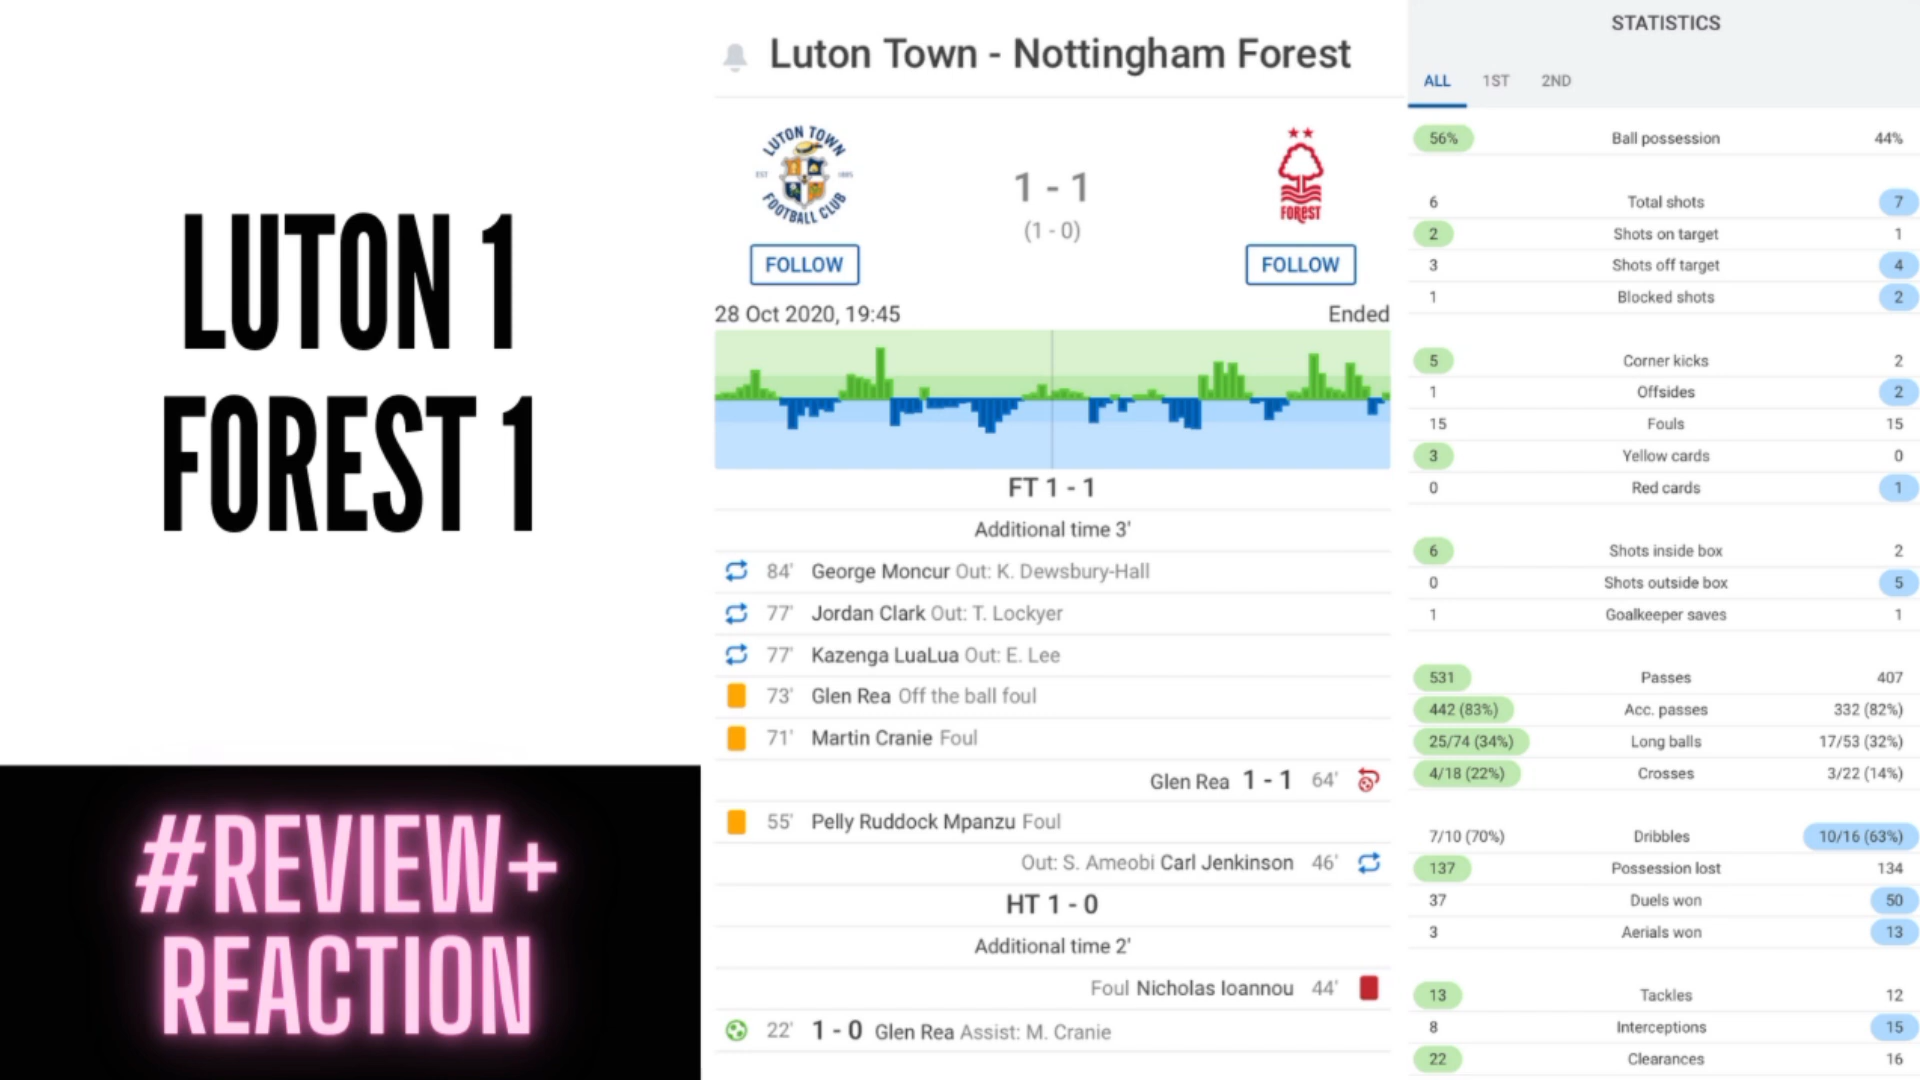 LUTON 1
FOREST 1
#REVIEW+
REACTION
Luton Town - Nottingham Forest
LUTON TOWN
EST 1885
FOOTBALL CLUB
1 - 1
(1 - 0)
FOREST
FOLLOW
FOLLOW
28 Oct 2020, 19:45 Ended
FT 1 - 1
Additional time 3'
84' George Moncur Out: K. Dewsbury-Hall
77' Jordan Clark Out: T. Lockyer
77' Kazenga LuaLua Out: E. Lee
73' Glen Rea Off the ball foul
71' Martin Cranie Foul
Glen Rea 1 - 1 64'
55' Pelly Ruddock Mpanzu Foul
Out: S. Ameobi Carl Jenkinson 46'
HT 1 - 0
Additional time 2'
Foul Nicholas Ioannou 44'
22' 1 - 0 Glen Rea Assist: M. Cranie
STATISTICS
ALL 1ST 2ND
56% Ball possession 44%
6 Total shots 7
2 Shots on target 1
3 Shots off target 4
1 Blocked shots 2
5 Corner kicks 2
1 Offsides 2
15 Fouls 15
3 Yellow cards 0
0 Red cards 1
6 Shots inside box 2
0 Shots outside box 5
1 Goalkeeper saves 1
531 Passes 407
442 (83%) Acc. passes 332 (82%)
25/74 (34%) Long balls 17/53 (32%)
4/18 (22%) Crosses 3/22 (14%)
7/10 (70%) Dribbles 10/16 (63%)
137 Possession lost 134
37 Duels won 50
3 Aerials won 13
13 Tackles 12
8 Interceptions 15
22 Clearances 16